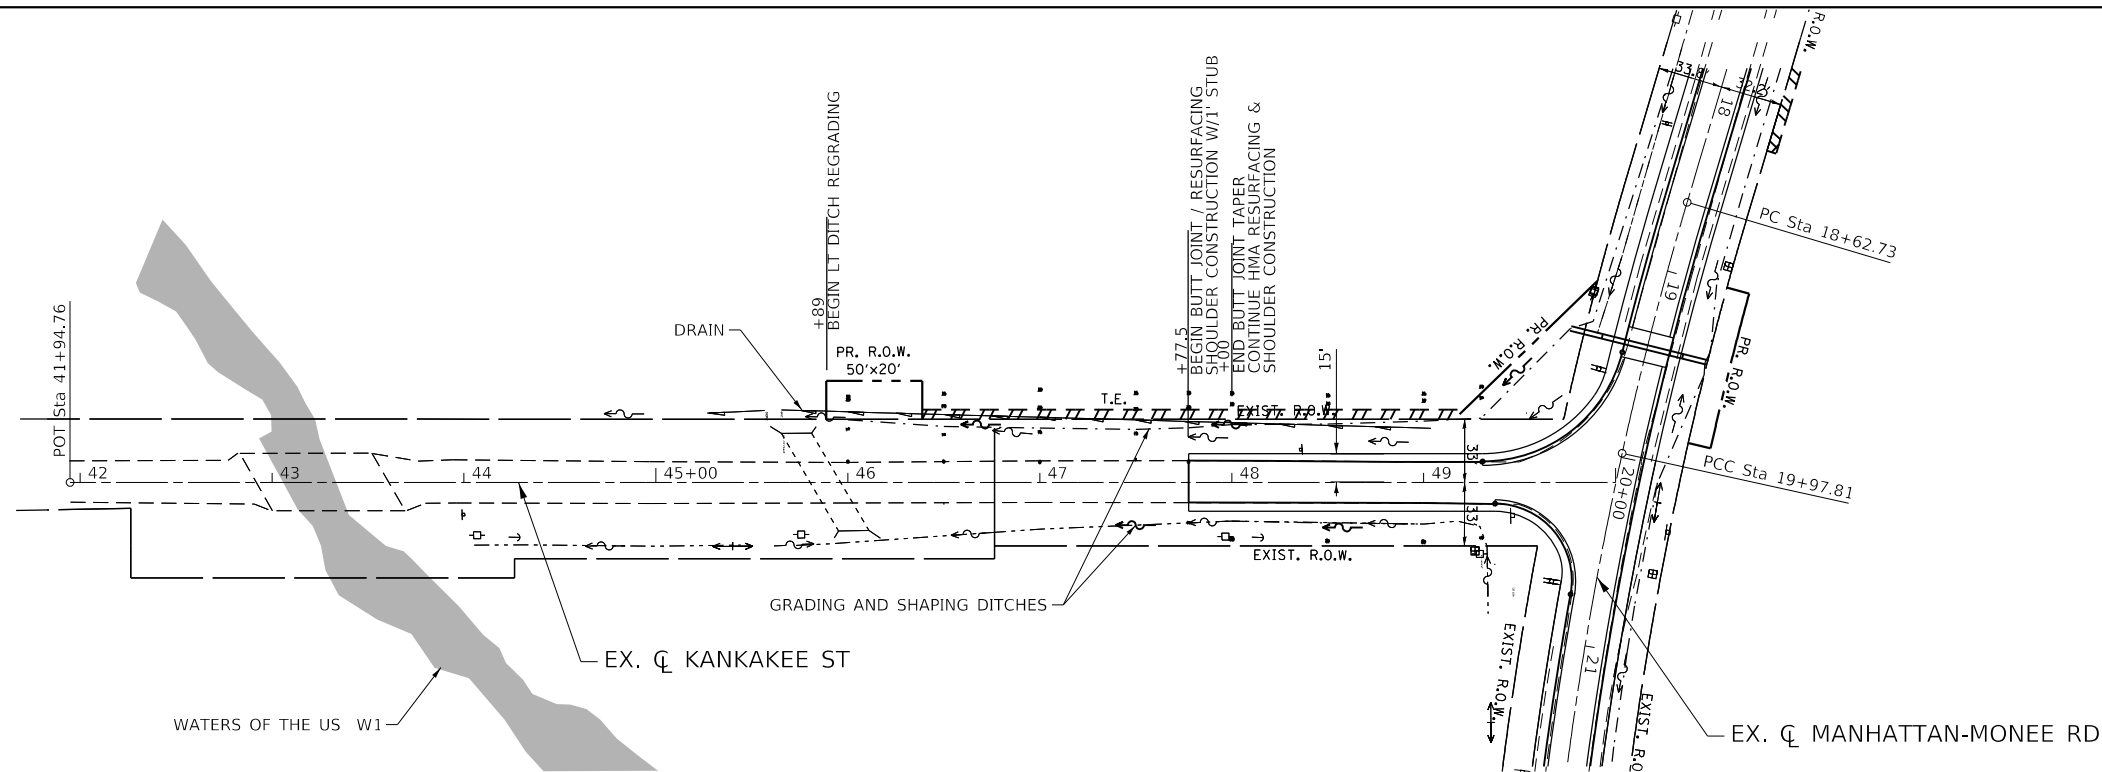 POT Sta 41+94.76
+89
BEGIN LT DITCH REGRADING
DRAIN
PR. R.O.W.
50'x20'
+77.5
BEGIN BUTT JOINT / RESURFACING
SHOULDER CONSTRUCTION W/1' STUB
+00
END BUTT JOINT TAPER
CONTINUE HMA RESURFACING &
SHOULDER CONSTRUCTION
15'
T.E.
EXIST. R.O.W.
42
43
44
45+00
46
47
48
49
33'
33'
EXIST. R.O.W.
GRADING AND SHAPING DITCHES
EX. ℄ KANKAKEE ST
WATERS OF THE US W1
R.O.W.
33.8'
18
PC Sta 18+62.73
19
PR. R.O.W.
PR. R.O.W.
PCC Sta 19+97.81
20+00
21
EXIST. R.O.W.
EXIST. R.O
EX. ℄ MANHATTAN-MONEE RD